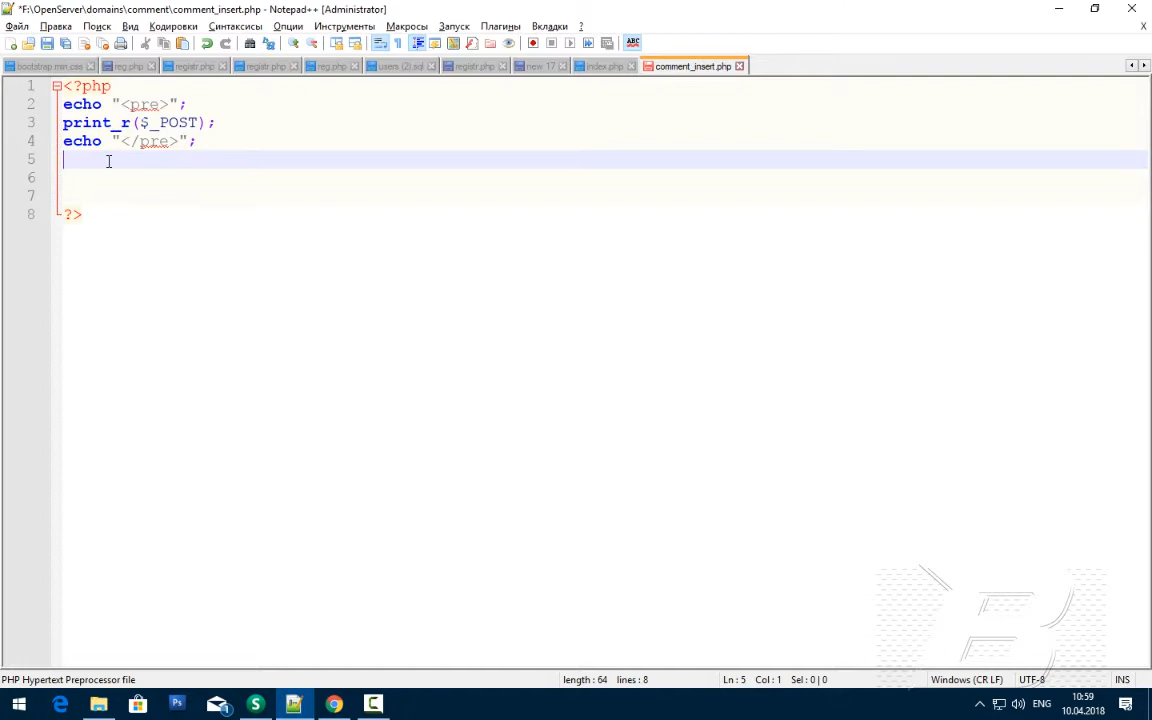 *F:\OpenServer\domains\comment\comment_insert.php - Notepad++ [Administrator]
Файл Правка Поиск Вид Кодировки Синтаксисы Опции Инструменты Макросы Запуск Плагины Вкладки ?
X
bootstrap.min.css reg.php registr.php registr.php reg.php users (2).sql registr.php new 17 index.php comment_insert.php
1 <?php
2 echo "<pre>";
3 print_r($_POST);
4 echo "</pre>";
5
6
7
8 ?>
PHP Hypertext Preprocessor file length : 64 lines : 8 Ln : 5 Col : 1 Sel : 0 | 0 Windows (CR LF) UTF-8 INS
ENG
10:59
10.04.2018